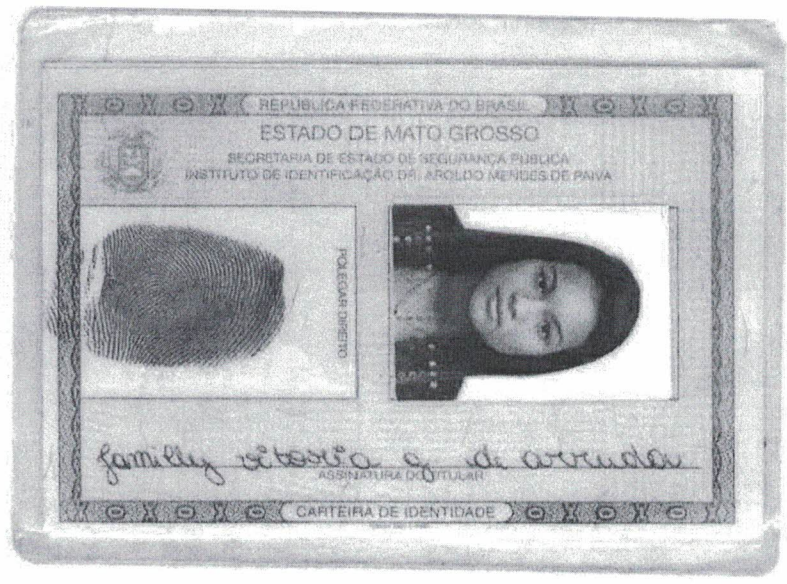 REPÚBLICA FEDERATIVA DO BRASIL
ESTADO DE MATO GROSSO
SECRETARIA DE ESTADO DE SEGURANÇA PÚBLICA
INSTITUTO DE IDENTIFICAÇÃO DR. AROLDO MENDES DE PAIVA
POLEGAR DIREITO
familly vitoria g de arruda
ASSINATURA DO TITULAR
CARTEIRA DE IDENTIDADE